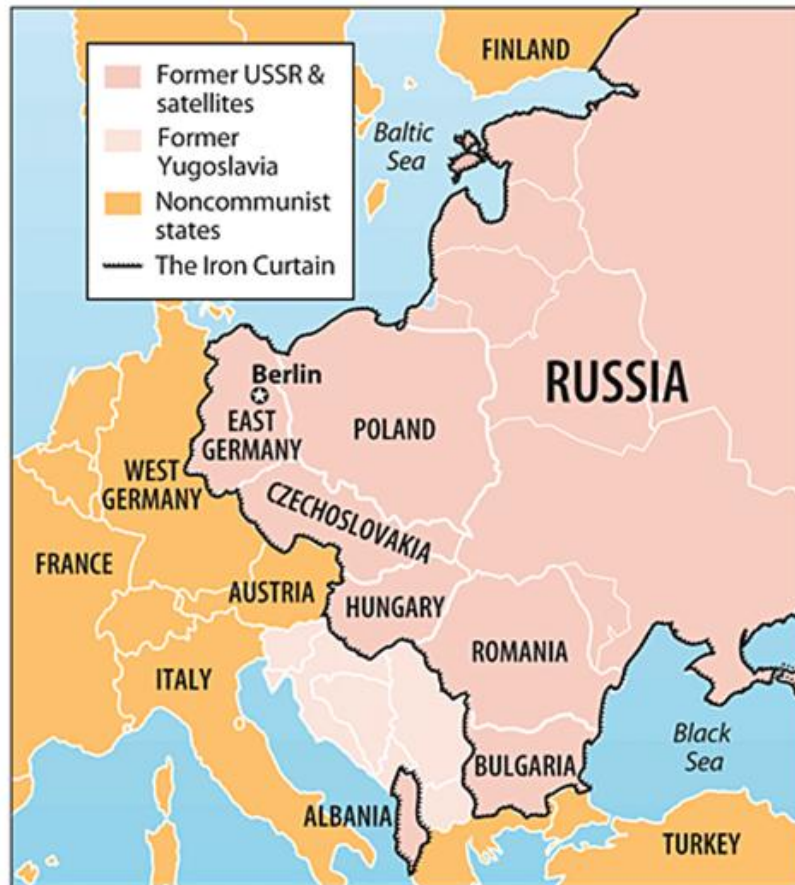 Former USSR &
satellites
Former
Yugoslavia
Noncommunist
states
The Iron Curtain
FINLAND
Baltic
Sea
RUSSIA
Berlin
EAST
GERMANY
POLAND
WEST
GERMANY
CZECHOSLOVAKIA
FRANCE
AUSTRIA
HUNGARY
ROMANIA
ITALY
Black
Sea
BULGARIA
ALBANIA
TURKEY